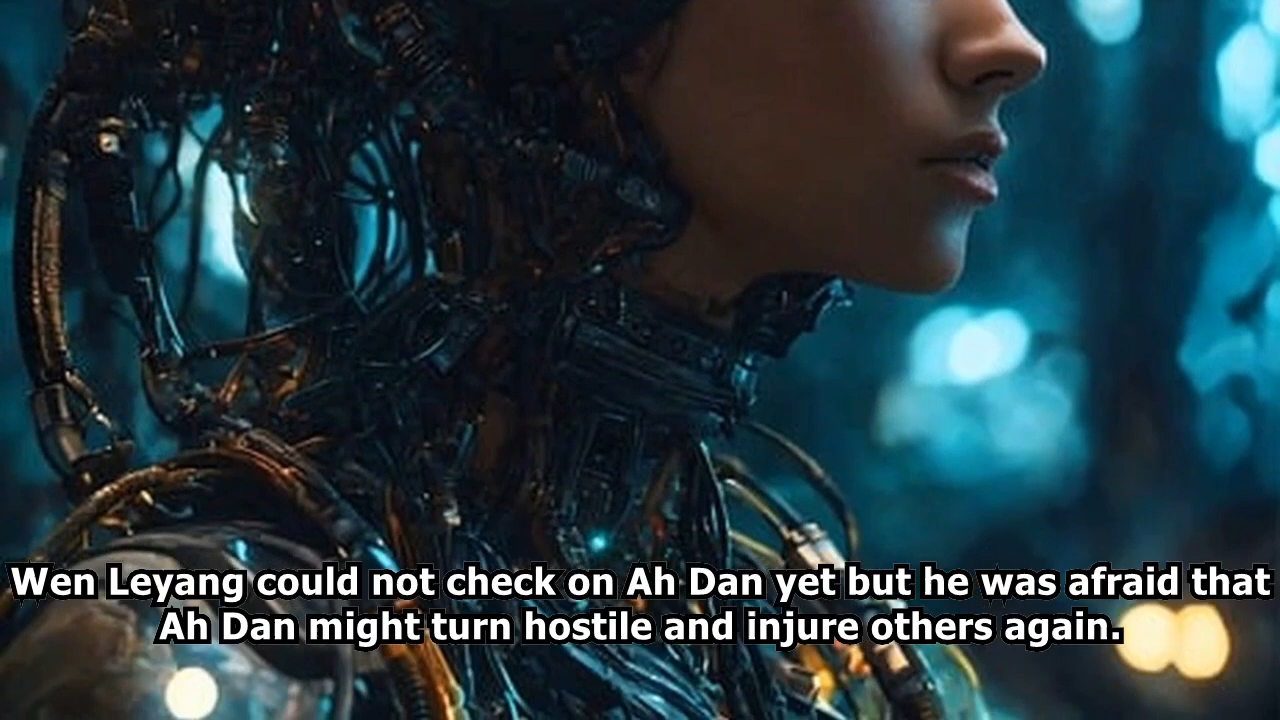 Wen Leyang could not check on Ah Dan yet but he was afraid that
Ah Dan might turn hostile and injure others again.